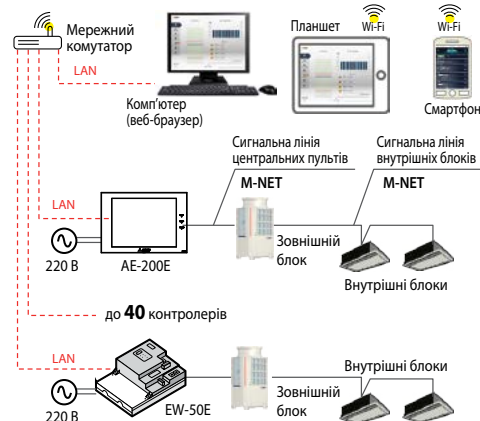 Мережний
комутатор
LAN
Комп'ютер
(веб-браузер)
Планшет
Wi-Fi
Wi-Fi
Смартфон
Сигнальна лінія
центральних пультів
M-NET
Сигнальна лінія
внутрішніх блоків
M-NET
LAN
220 В
AE-200E
Зовнішній
блок
Внутрішні блоки
до 40 контролерів
LAN
220 В
EW-50E
Зовнішній
блок
Внутрішні блоки